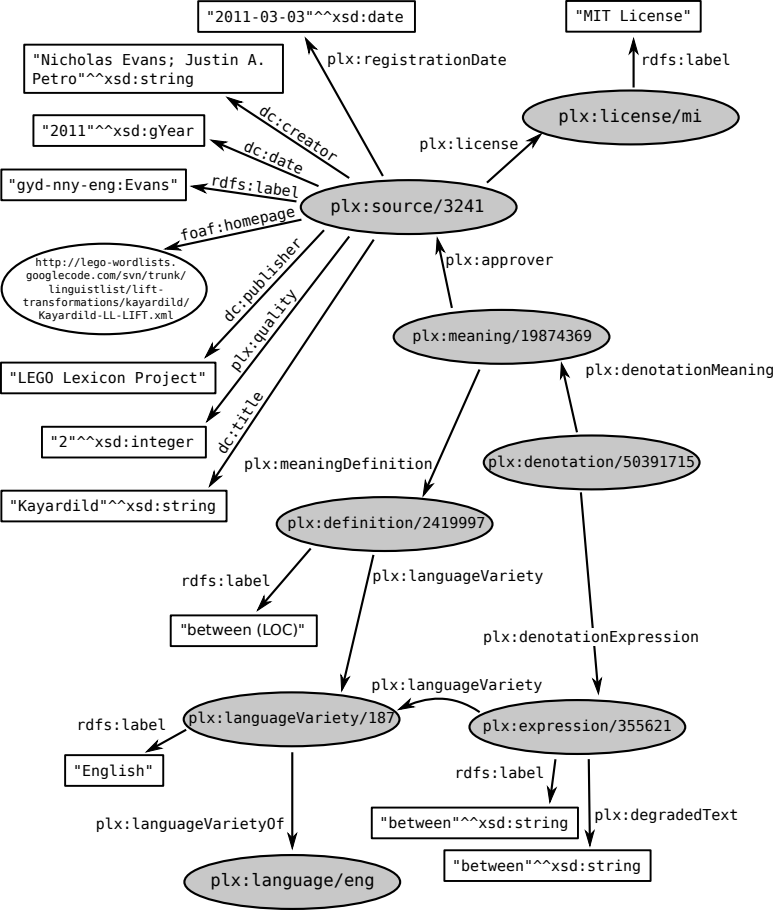 "2011-03-03"^^xsd:date
"MIT License"
plx:registrationDate
rdfs:label
"Nicholas Evans; Justin A.
Petro"^^xsd:string
dc:creator
plx:license/mi
"2011"^^xsd:gYear
dc:date
plx:license
"gyd-nny-eng:Evans"
rdfs:label
plx:source/3241
foaf:homepage
http://lego-wordlists.
googlecode.com/svn/trunk/
linguistlist/lift-
transformations/kayardild/
Kayardild-LL-LIFT.xml
dc:publisher
plx:approver
plx:quality
plx:meaning/19874369
"LEGO Lexicon Project"
plx:denotationMeaning
dc:title
"2"^^xsd:integer
plx:meaningDefinition
plx:denotation/50391715
"Kayardild"^^xsd:string
plx:definition/2419997
rdfs:label
plx:languageVariety
"between (LOC)"
plx:denotationExpression
plx:languageVariety
plx:languageVariety/187
rdfs:label
plx:expression/355621
"English"
rdfs:label
plx:languageVarietyOf
"between"^^xsd:string
plx:degradedText
"between"^^xsd:string
plx:language/eng